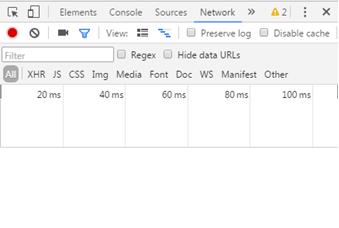 Elements Console Sources Network » 2
View: Preserve log Disable cache
Filter Regex Hide data URLs
All XHR JS CSS Img Media Font Doc WS Manifest Other
20 ms 40 ms 60 ms 80 ms 100 ms